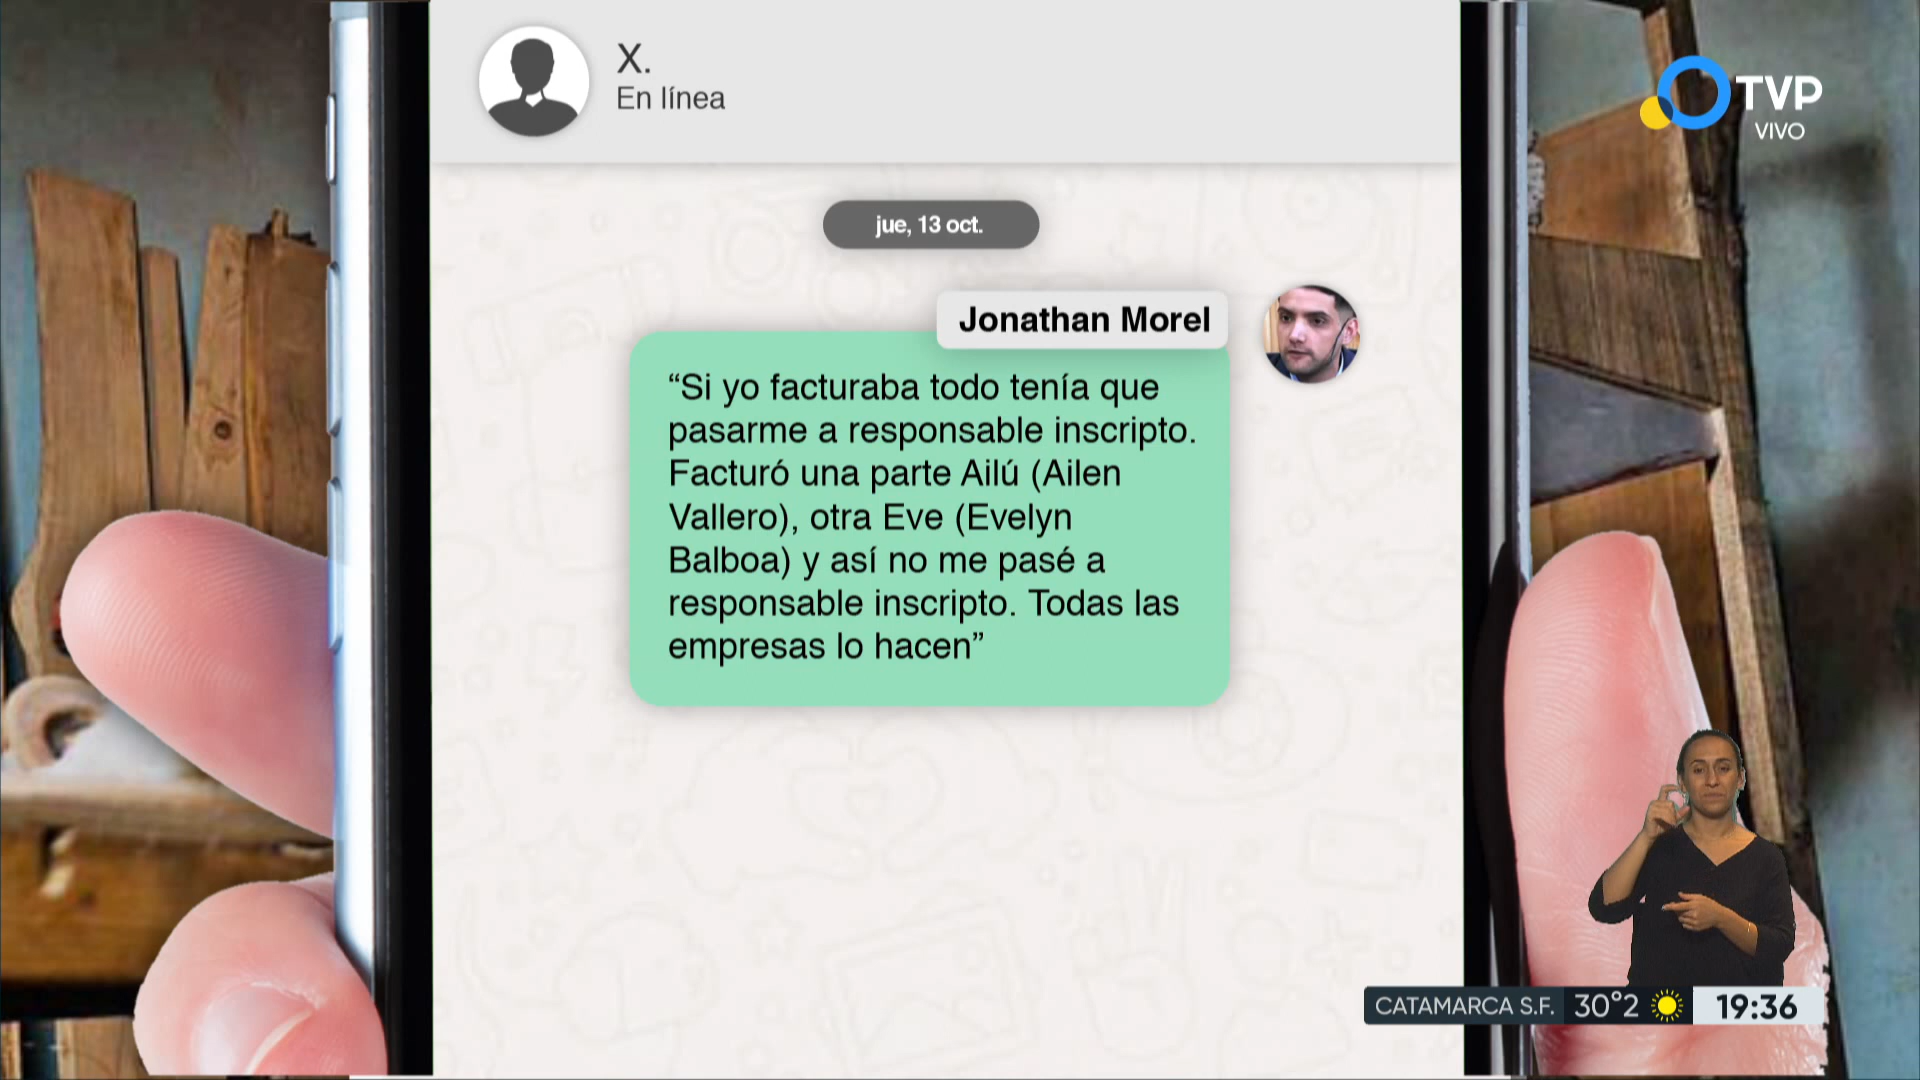 X.
En línea
TVP
VIVO
jue, 13 oct.
Jonathan Morel
“Si yo facturaba todo tenía que
pasarme a responsable inscripto.
Facturó una parte Ailú (Ailen
Vallero), otra Eve (Evelyn
Balboa) y así no me pasé a
responsable inscripto. Todas las
empresas lo hacen”
CATAMARCA S.F. 30°2 19:36